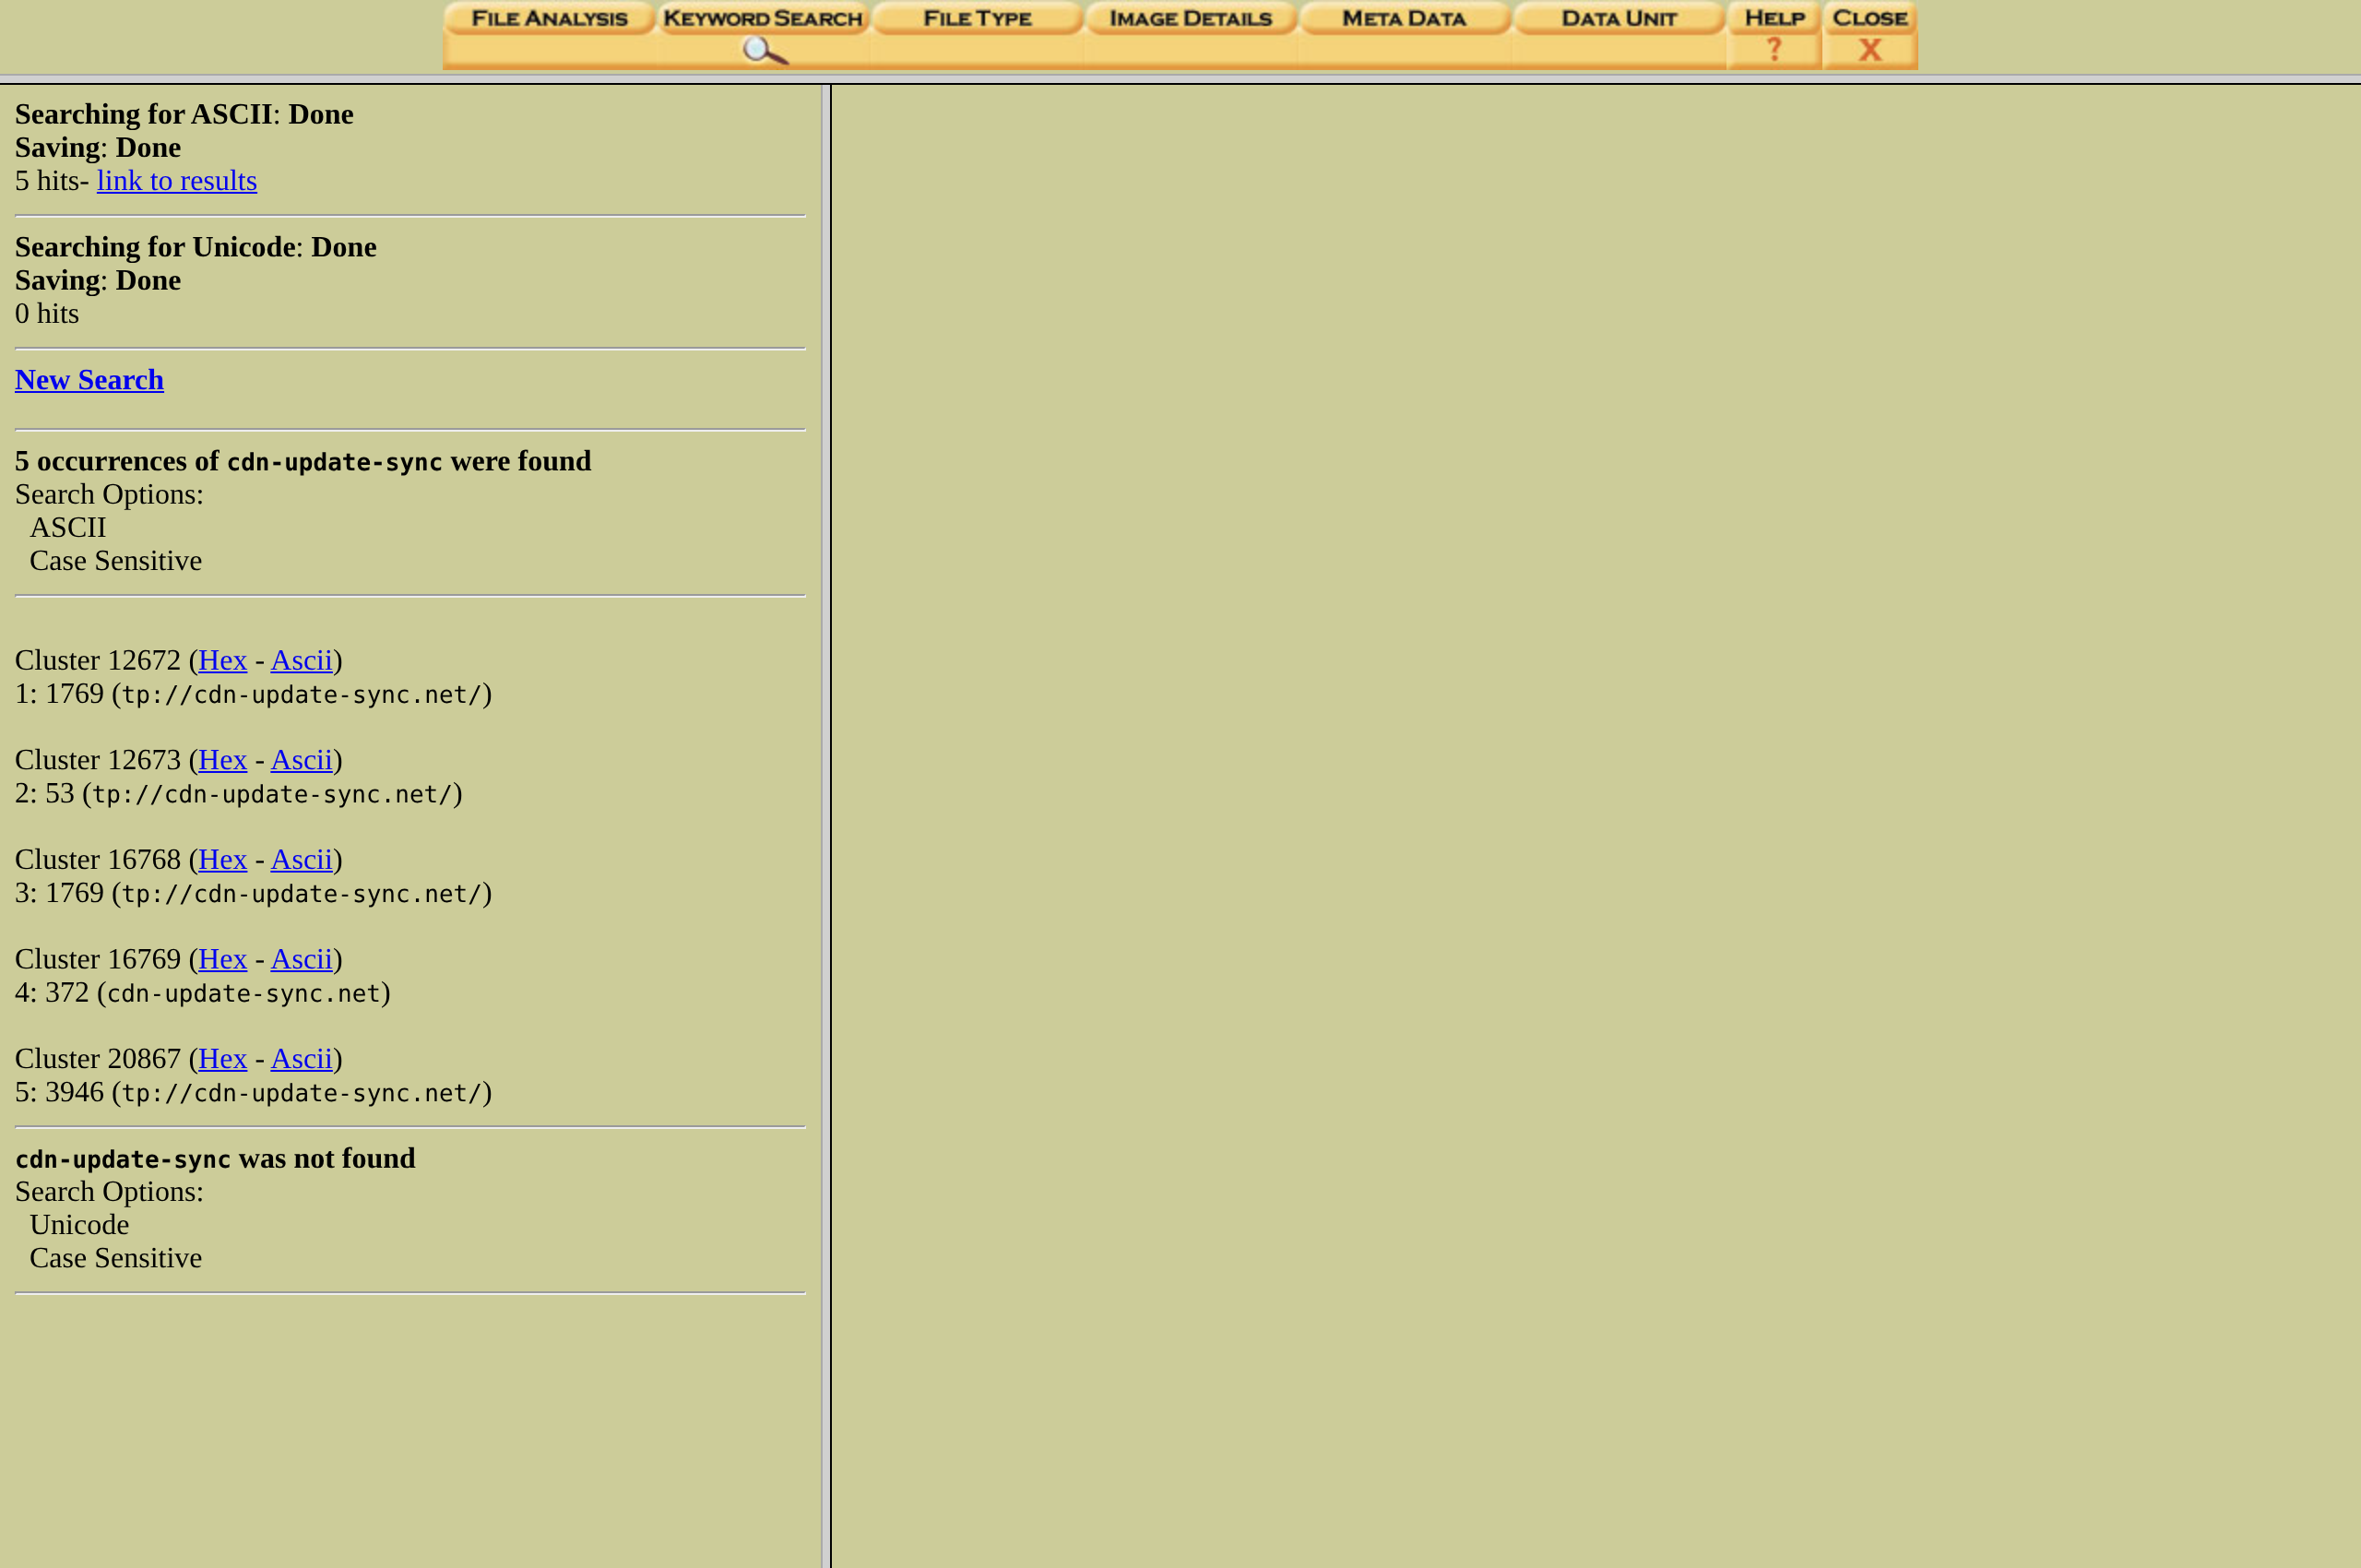 FILE ANALYSIS KEYWORD SEARCH FILE TYPE IMAGE DETAILS META DATA DATA UNIT HELP CLOSE
? X
Searching for ASCII: Done
Saving: Done
5 hits- link to results
Searching for Unicode: Done
Saving: Done
0 hits
New Search
5 occurrences of cdn-update-sync were found
Search Options:
ASCII
Case Sensitive
Cluster 12672 (Hex - Ascii)
1: 1769 (tp://cdn-update-sync.net/)
Cluster 12673 (Hex - Ascii)
2: 53 (tp://cdn-update-sync.net/)
Cluster 16768 (Hex - Ascii)
3: 1769 (tp://cdn-update-sync.net/)
Cluster 16769 (Hex - Ascii)
4: 372 (cdn-update-sync.net)
Cluster 20867 (Hex - Ascii)
5: 3946 (tp://cdn-update-sync.net/)
cdn-update-sync was not found
Search Options:
Unicode
Case Sensitive